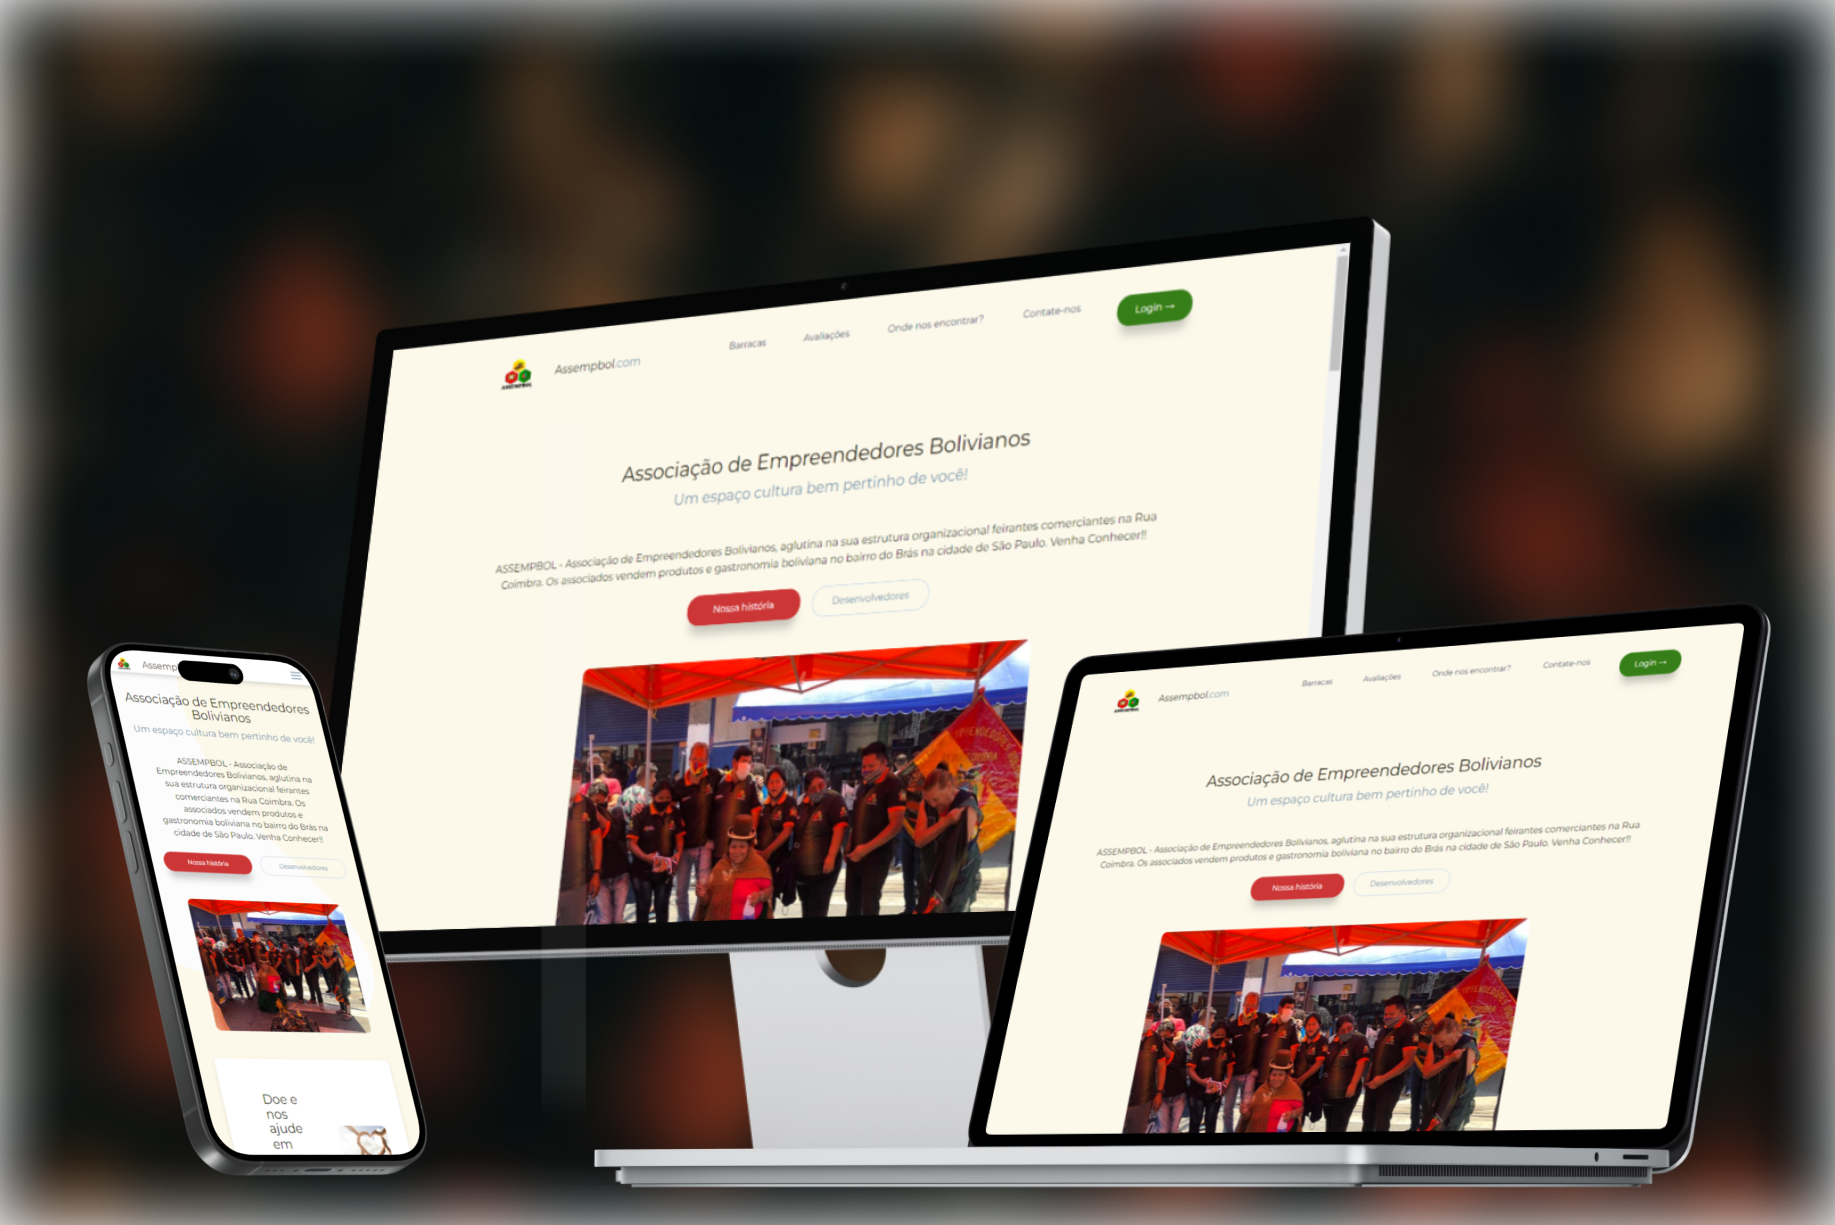 ASSEMPBOL
Assempbol.com
Barracas
Avaliações
Onde nos encontrar?
Contate-nos
Login →
Associação de Empreendedores Bolivianos
Um espaço cultura bem pertinho de você!
ASSEMPBOL - Associação de Empreendedores Bolivianos, aglutina na sua estrutura organizacional feirantes comerciantes na Rua
Coimbra. Os associados vendem produtos e gastronomia boliviana no bairro do Brás na cidade de São Paulo. Venha Conhecer!!
Nossa história
Desenvolvedores
Assemp
Associação de Empreendedores
Bolivianos
Um espaço cultura bem pertinho de você!
ASSEMPBOL - Associação de
Empreendedores Bolivianos, aglutina na
sua estrutura organizacional feirantes
comerciantes na Rua Coimbra. Os
associados vendem produtos e
gastronomia boliviana no bairro do Brás na
cidade de São Paulo. Venha Conhecer!!
Nossa história
Desenvolvedores
Doe e
nos
ajude
em
ASSEMPBOL
Assempbol.com
Barracas
Avaliações
Onde nos encontrar?
Contate-nos
Login →
Associação de Empreendedores Bolivianos
Um espaço cultura bem pertinho de você!
ASSEMPBOL - Associação de Empreendedores Bolivianos, aglutina na sua estrutura organizacional feirantes comerciantes na Rua
Coimbra. Os associados vendem produtos e gastronomia boliviana no bairro do Brás na cidade de São Paulo. Venha Conhecer!!
Nossa história
Desenvolvedores